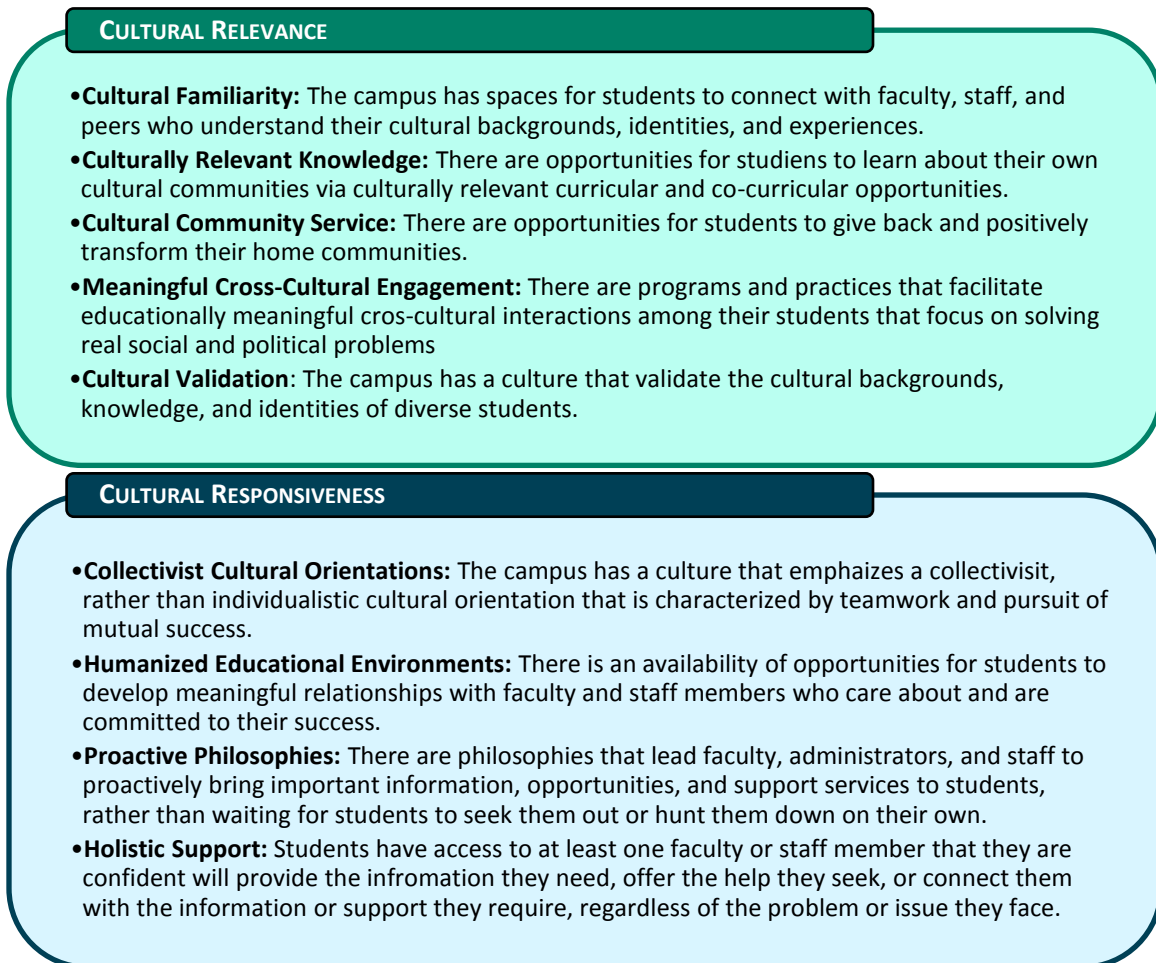 CULTURAL RELEVANCE
•Cultural Familiarity: The campus has spaces for students to connect with faculty, staff, and
peers who understand their cultural backgrounds, identities, and experiences.
•Culturally Relevant Knowledge: There are opportunities for studiens to learn about their own
cultural communities via culturally relevant curricular and co-curricular opportunities.
•Cultural Community Service: There are opportunities for students to give back and positively
transform their home communities.
•Meaningful Cross-Cultural Engagement: There are programs and practices that facilitate
educationally meaningful cros-cultural interactions among their students that focus on solving
real social and political problems
•Cultural Validation: The campus has a culture that validate the cultural backgrounds,
knowledge, and identities of diverse students.
CULTURAL RESPONSIVENESS
•Collectivist Cultural Orientations: The campus has a culture that emphaizes a collectivisit,
rather than individualistic cultural orientation that is characterized by teamwork and pursuit of
mutual success.
•Humanized Educational Environments: There is an availability of opportunities for students to
develop meaningful relationships with faculty and staff members who care about and are
committed to their success.
•Proactive Philosophies: There are philosophies that lead faculty, administrators, and staff to
proactively bring important information, opportunities, and support services to students,
rather than waiting for students to seek them out or hunt them down on their own.
•Holistic Support: Students have access to at least one faculty or staff member that they are
confident will provide the infromation they need, offer the help they seek, or connect them
with the information or support they require, regardless of the problem or issue they face.